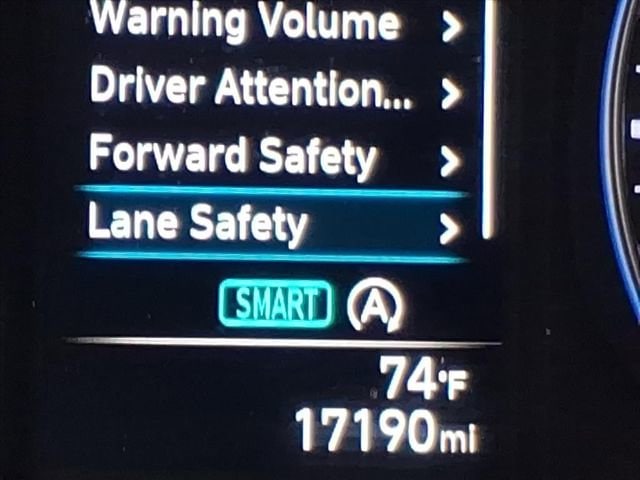 Warning Volume
Driver Attention...
Forward Safety
Lane Safety
SMART A
74°F
17190mi